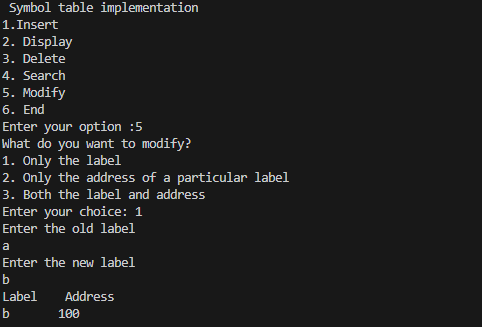 Symbol table implementation
1.Insert
2. Display
3. Delete
4. Search
5. Modify
6. End
Enter your option :5
What do you want to modify?
1. Only the label
2. Only the address of a particular label
3. Both the label and address
Enter your choice: 1
Enter the old label
a
Enter the new label
b
Label    Address
b       100